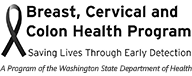 Breast, Cervical and
Colon Health Program
Saving Lives Through Early Detection
A Program of the Washington State Department of Health